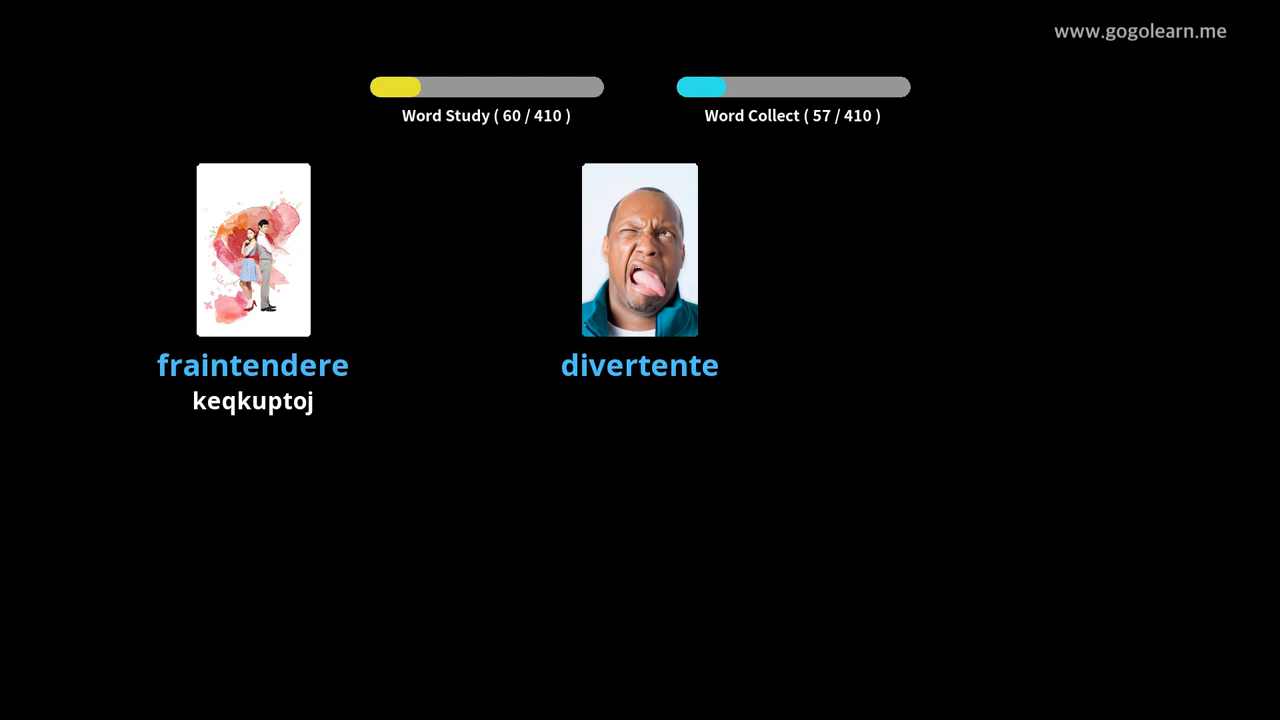 www.gogolearn.me
Word Study ( 60 / 410 )
Word Collect ( 57 / 410 )
fraintendere
keqkuptoj
divertente